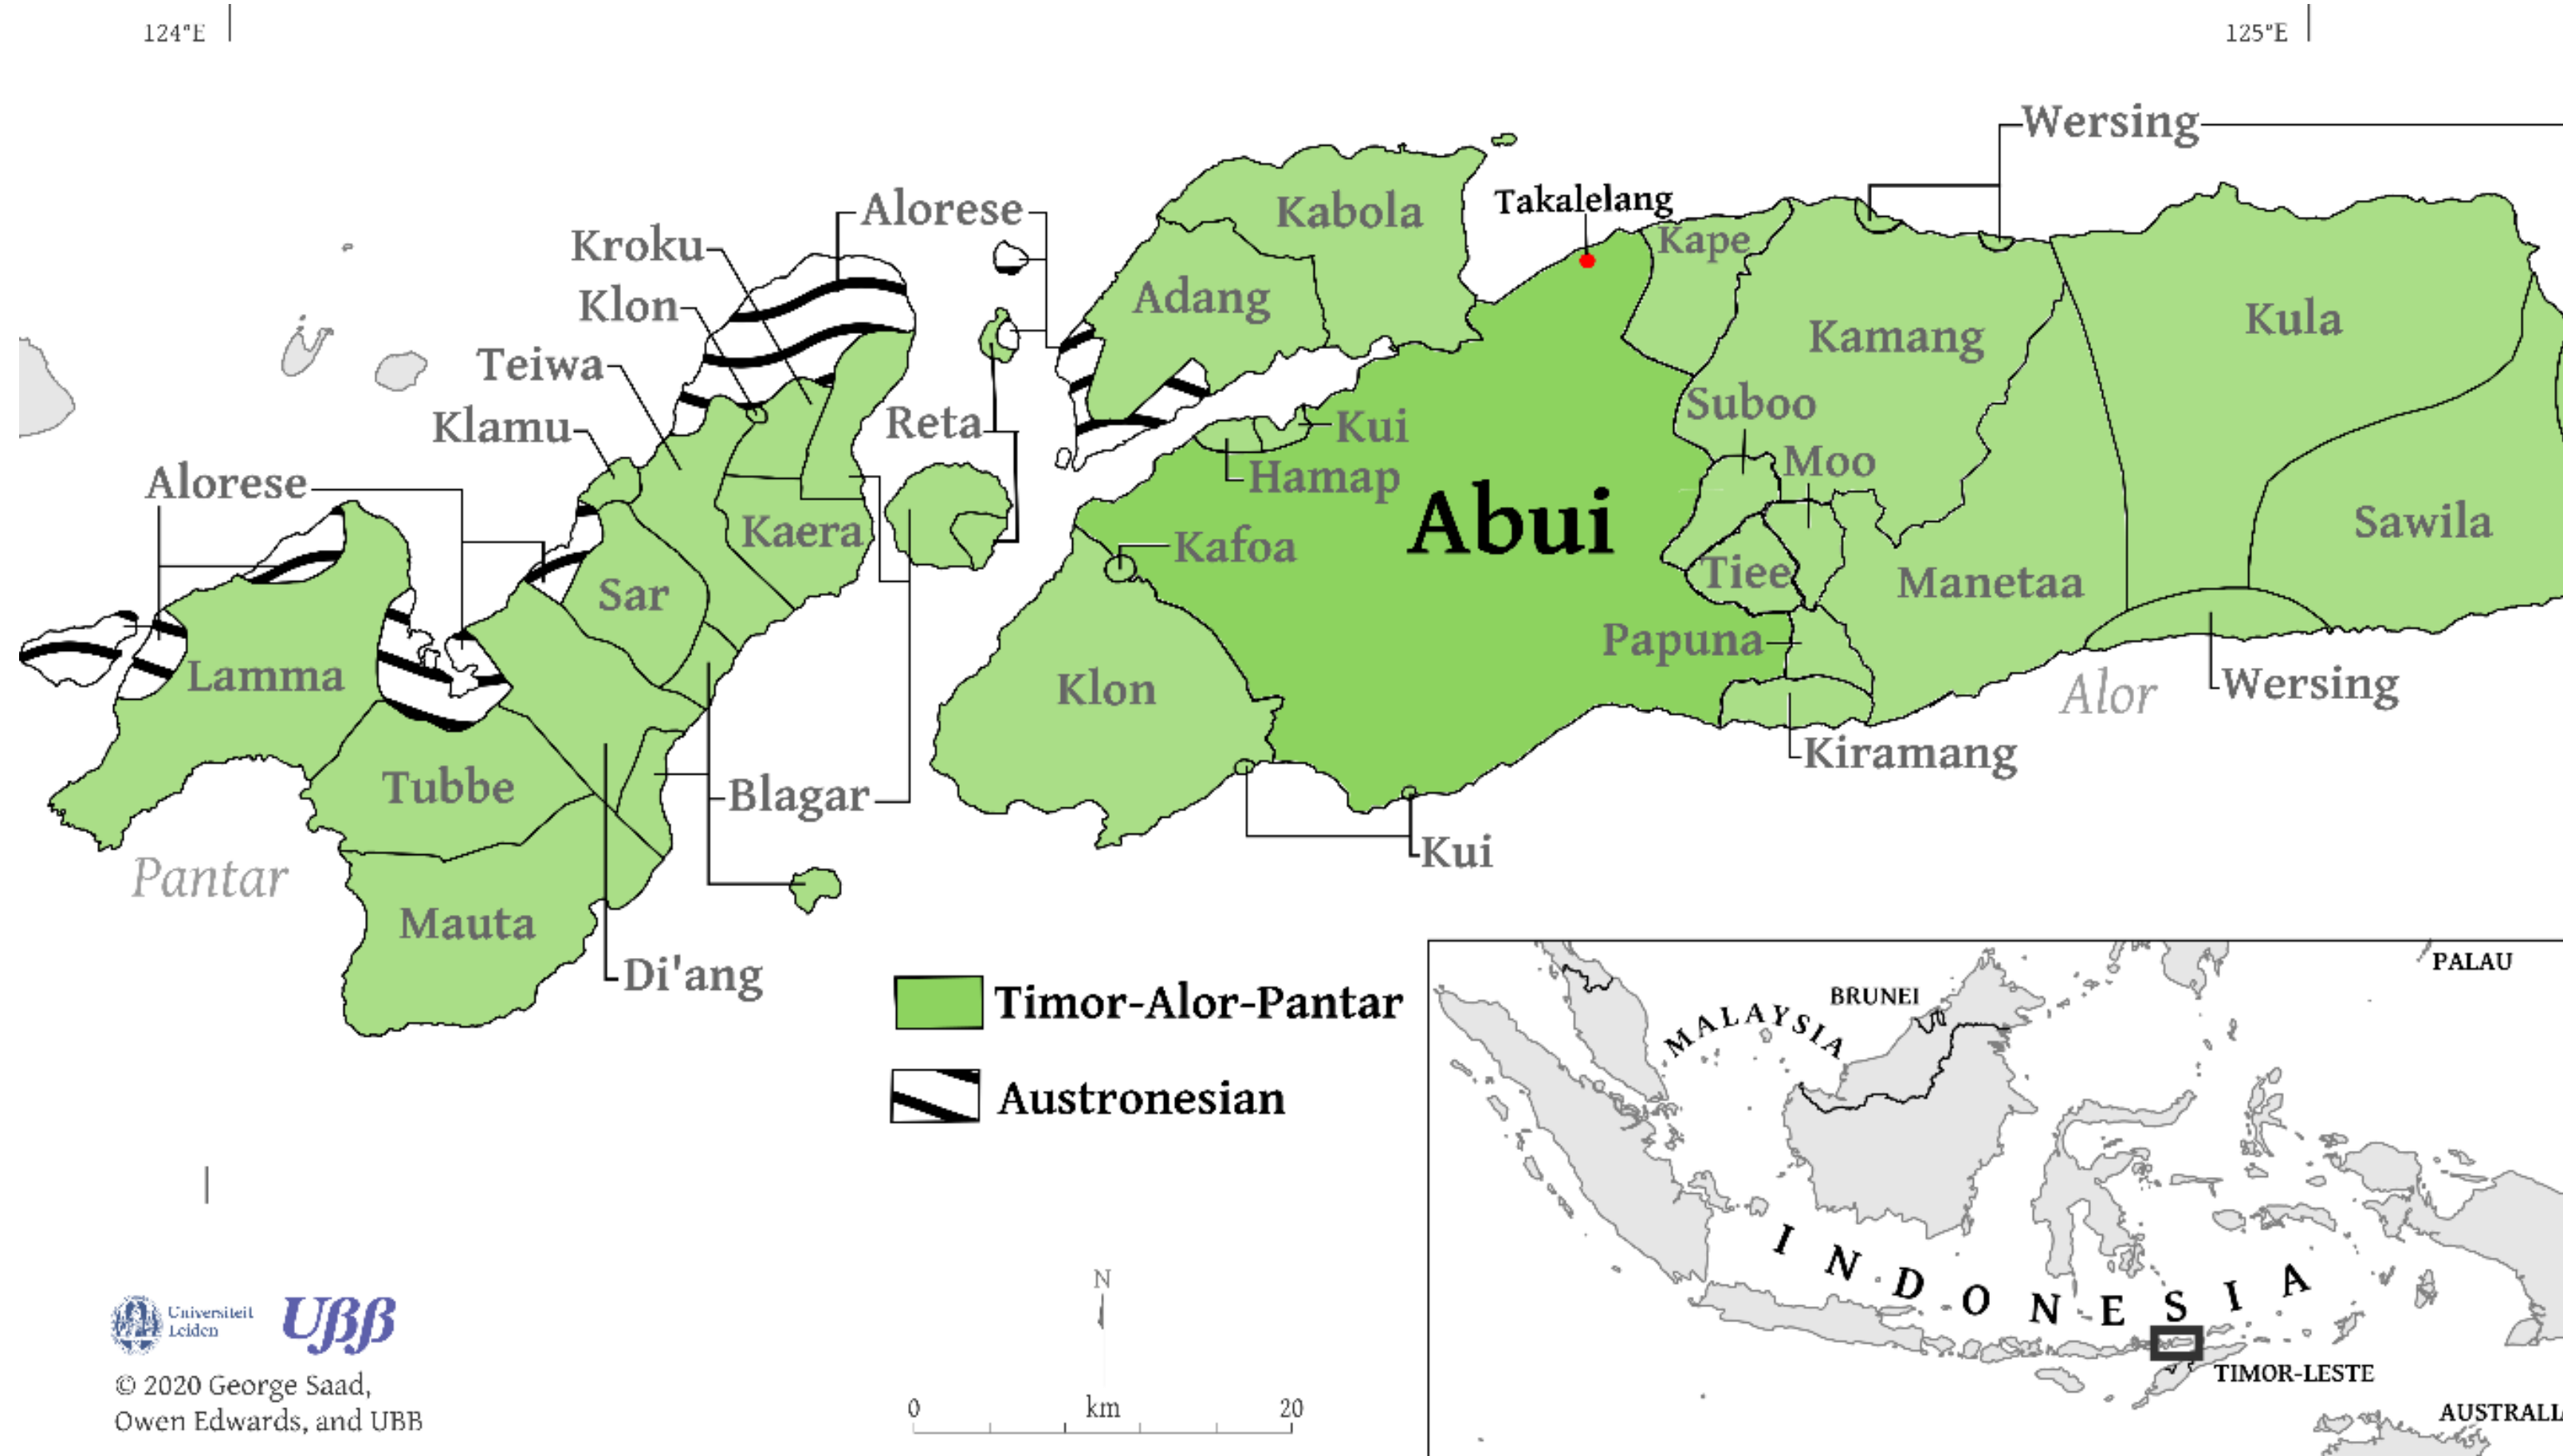 124°E
125°E
Wersing
Takalelang
Alorese
Kabola
Kape
Kroku
Adang
Klon
Kamang
Kula
Teiwa
Klamu
Reta
Suboo
Kui
Moo
Alorese
Hamap
Abui
Kaera
Kafoa
Sawila
Sar
Tiee
Manetaa
Papuna
Lamma
Klon
Alor
Wersing
Kiramang
Tubbe
Blagar
Kui
Pantar
Mauta
Di'ang
Timor-Alor-Pantar
Austronesian
PALAU
BRUNEI
MALAYSIA
INDONESIA
TIMOR-LESTE
AUSTRALI
N
0 km 20
Universiteit
Leiden
UBB
© 2020 George Saad,
Owen Edwards, and UBB